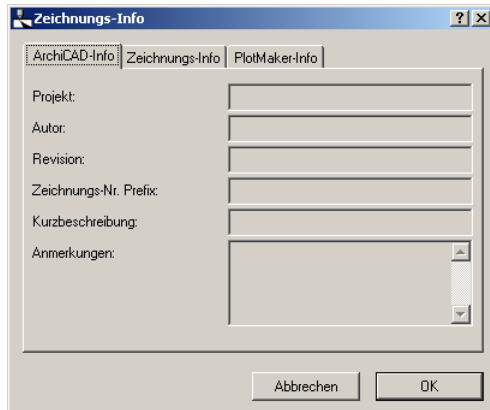 Zeichnungs-Info
ArchiCAD-Info Zeichnungs-Info PlotMaker-Info
Projekt:
Autor:
Revision:
Zeichnungs-Nr. Prefix:
Kurzbeschreibung:
Anmerkungen:
Abbrechen OK